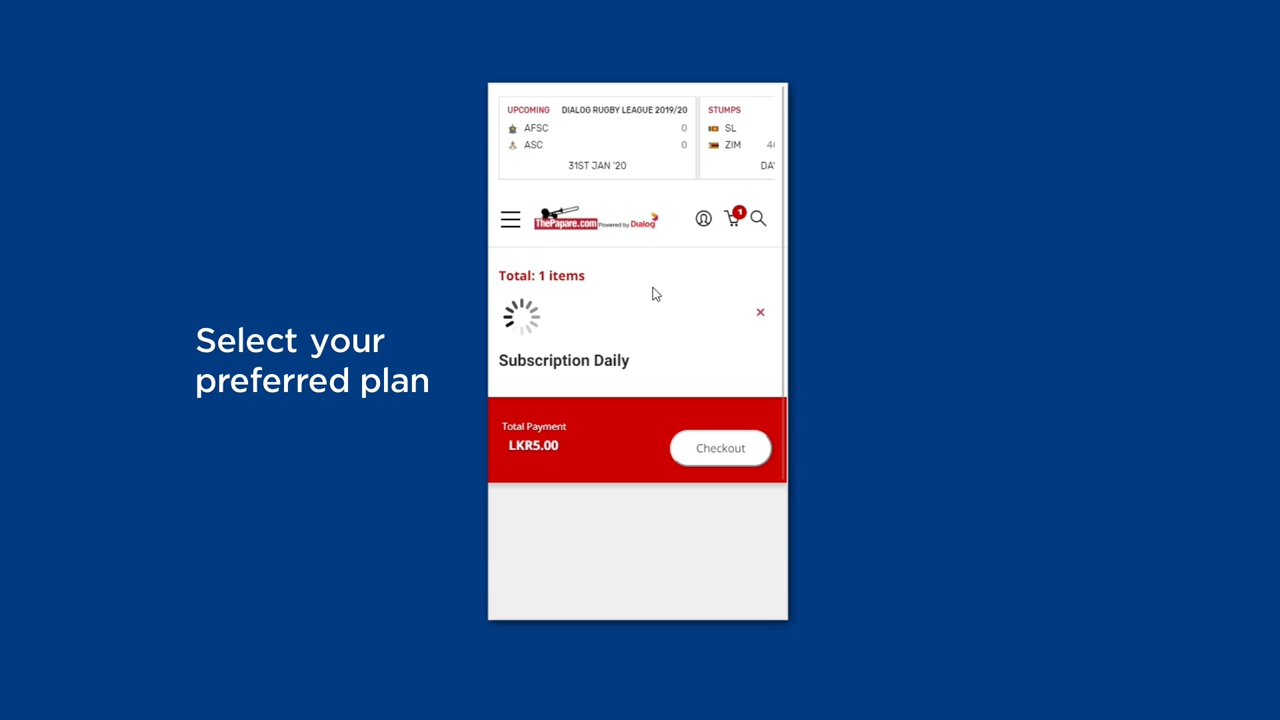 UPCOMING DIALOG RUGBY LEAGUE 2019/20
AFSC 0
ASC 0
31ST JAN '20
STUMPS
SL
ZIM
ThePapare.com Powered by Dialog
1
Total: 1 items
×
Subscription Daily
Total Payment
LKR5.00
Checkout
Select your
preferred plan